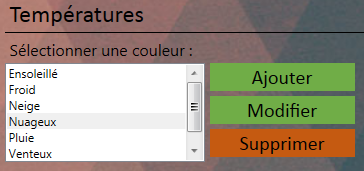 Températures
Sélectionner une couleur :
Ensoleillé
Froid
Neige
Nuageux
Pluie
Venteux
Ajouter
Modifier
Supprimer